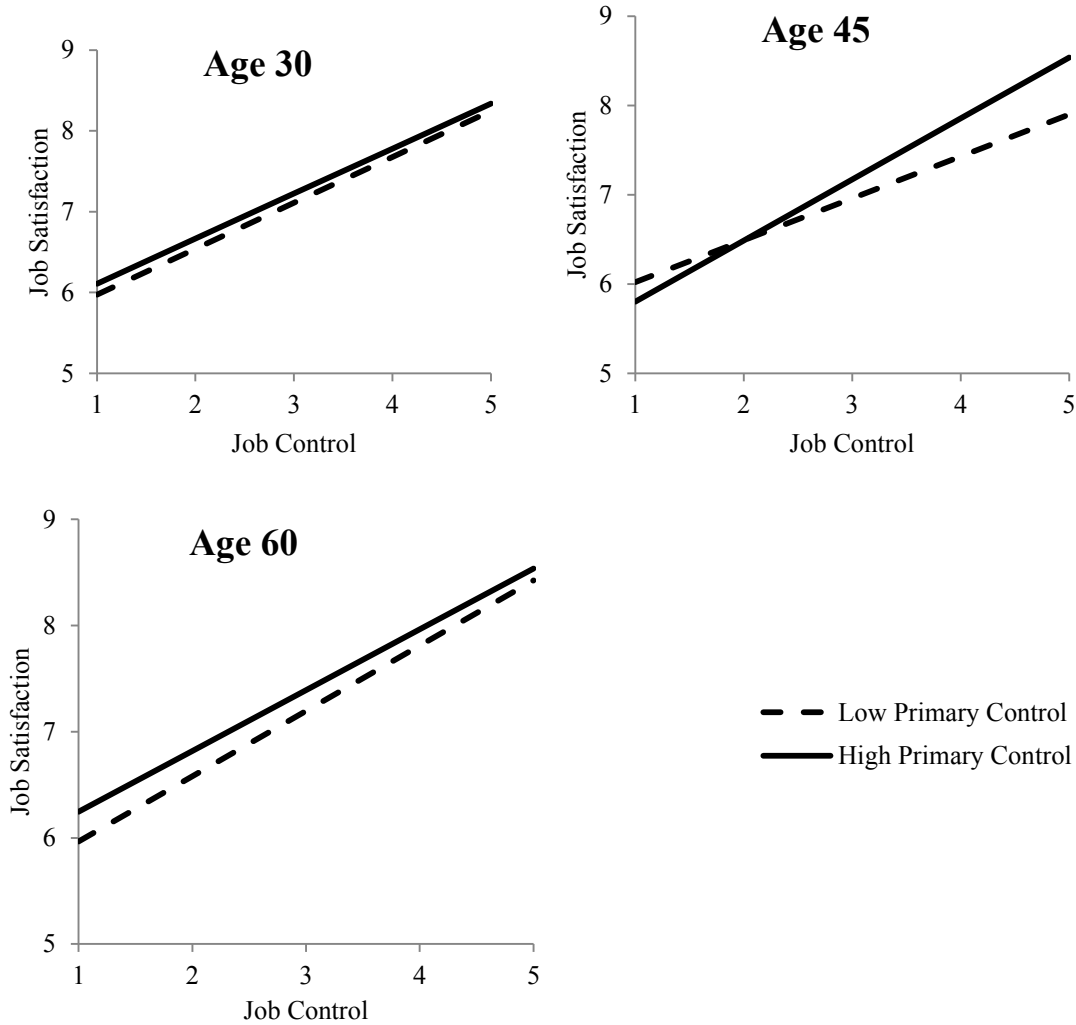 Age 30
Job Satisfaction
9
8
7
6
5
1 2 3 4 5
Job Control
Age 45
Job Satisfaction
9
8
7
6
5
1 2 3 4 5
Job Control
Age 60
Job Satisfaction
9
8
7
6
5
1 2 3 4 5
Job Control
Low Primary Control
High Primary Control